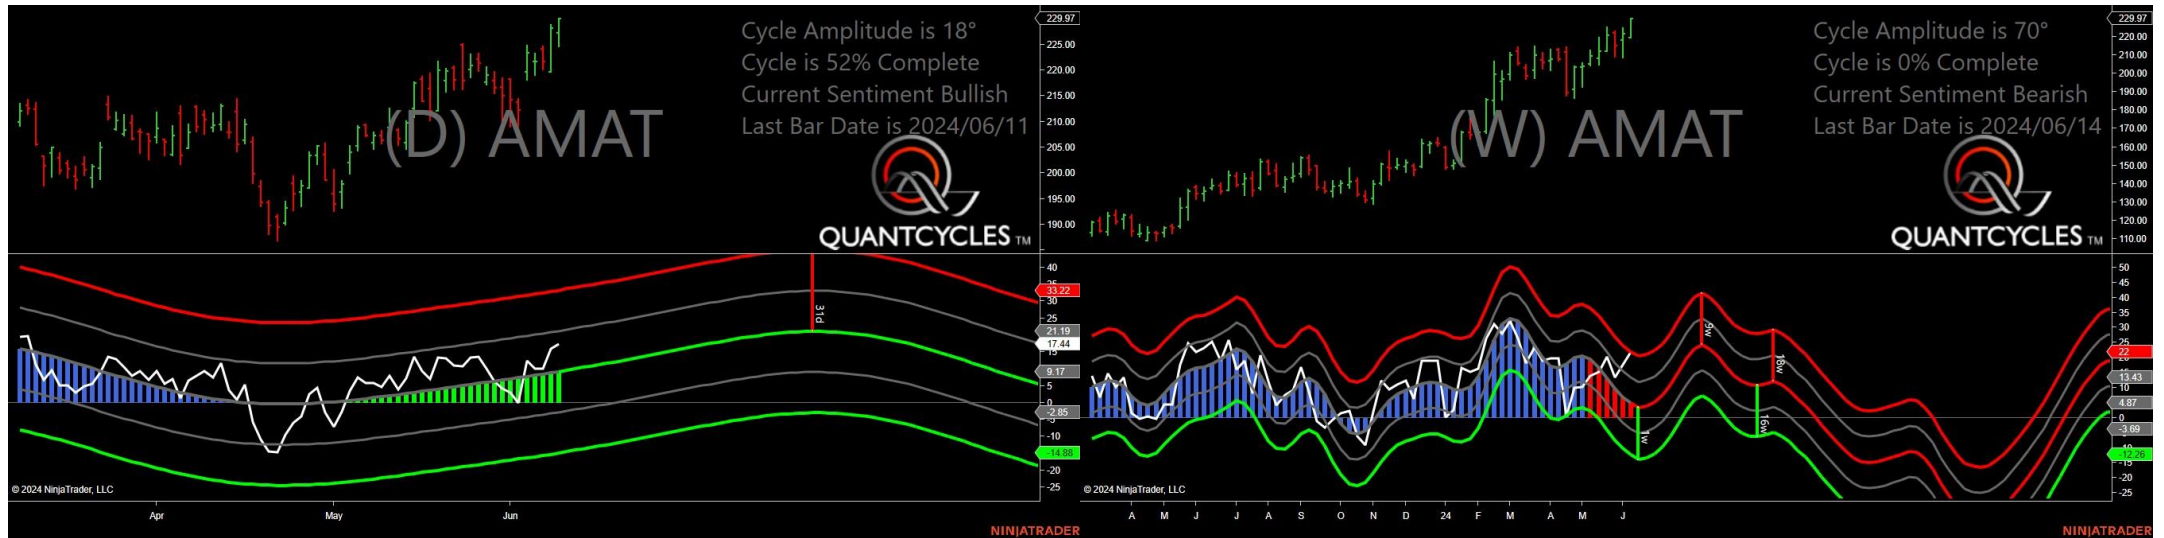 Cycle Amplitude is 18°
Cycle is 52% Complete
Current Sentiment Bullish
Last Bar Date is 2024/06/11
(D) AMAT
QUANTCYCLES TM
229.97
225.00
220.00
215.00
210.00
205.00
200.00
195.00
190.00
40
33.22
30
25
21.19
17.44
15
9.17
5
0
-2.85
-10
-14.88
-20
-25
31d
© 2024 NinjaTrader, LLC
Apr May Jun
NINJATRADER
Cycle Amplitude is 70°
Cycle is 0% Complete
Current Sentiment Bearish
Last Bar Date is 2024/06/14
(W) AMAT
QUANTCYCLES TM
229.97
220.00
210.00
200.00
190.00
180.00
170.00
160.00
150.00
140.00
130.00
120.00
110.00
50
45
40
35
30
25
22
13.43
10
4.87
0
-3.69
-12.26
-15
-20
-25
9w
18w
16w
1w
© 2024 NinjaTrader, LLC
A M J J A S O N D 24 F M A M J
NINJATRADER